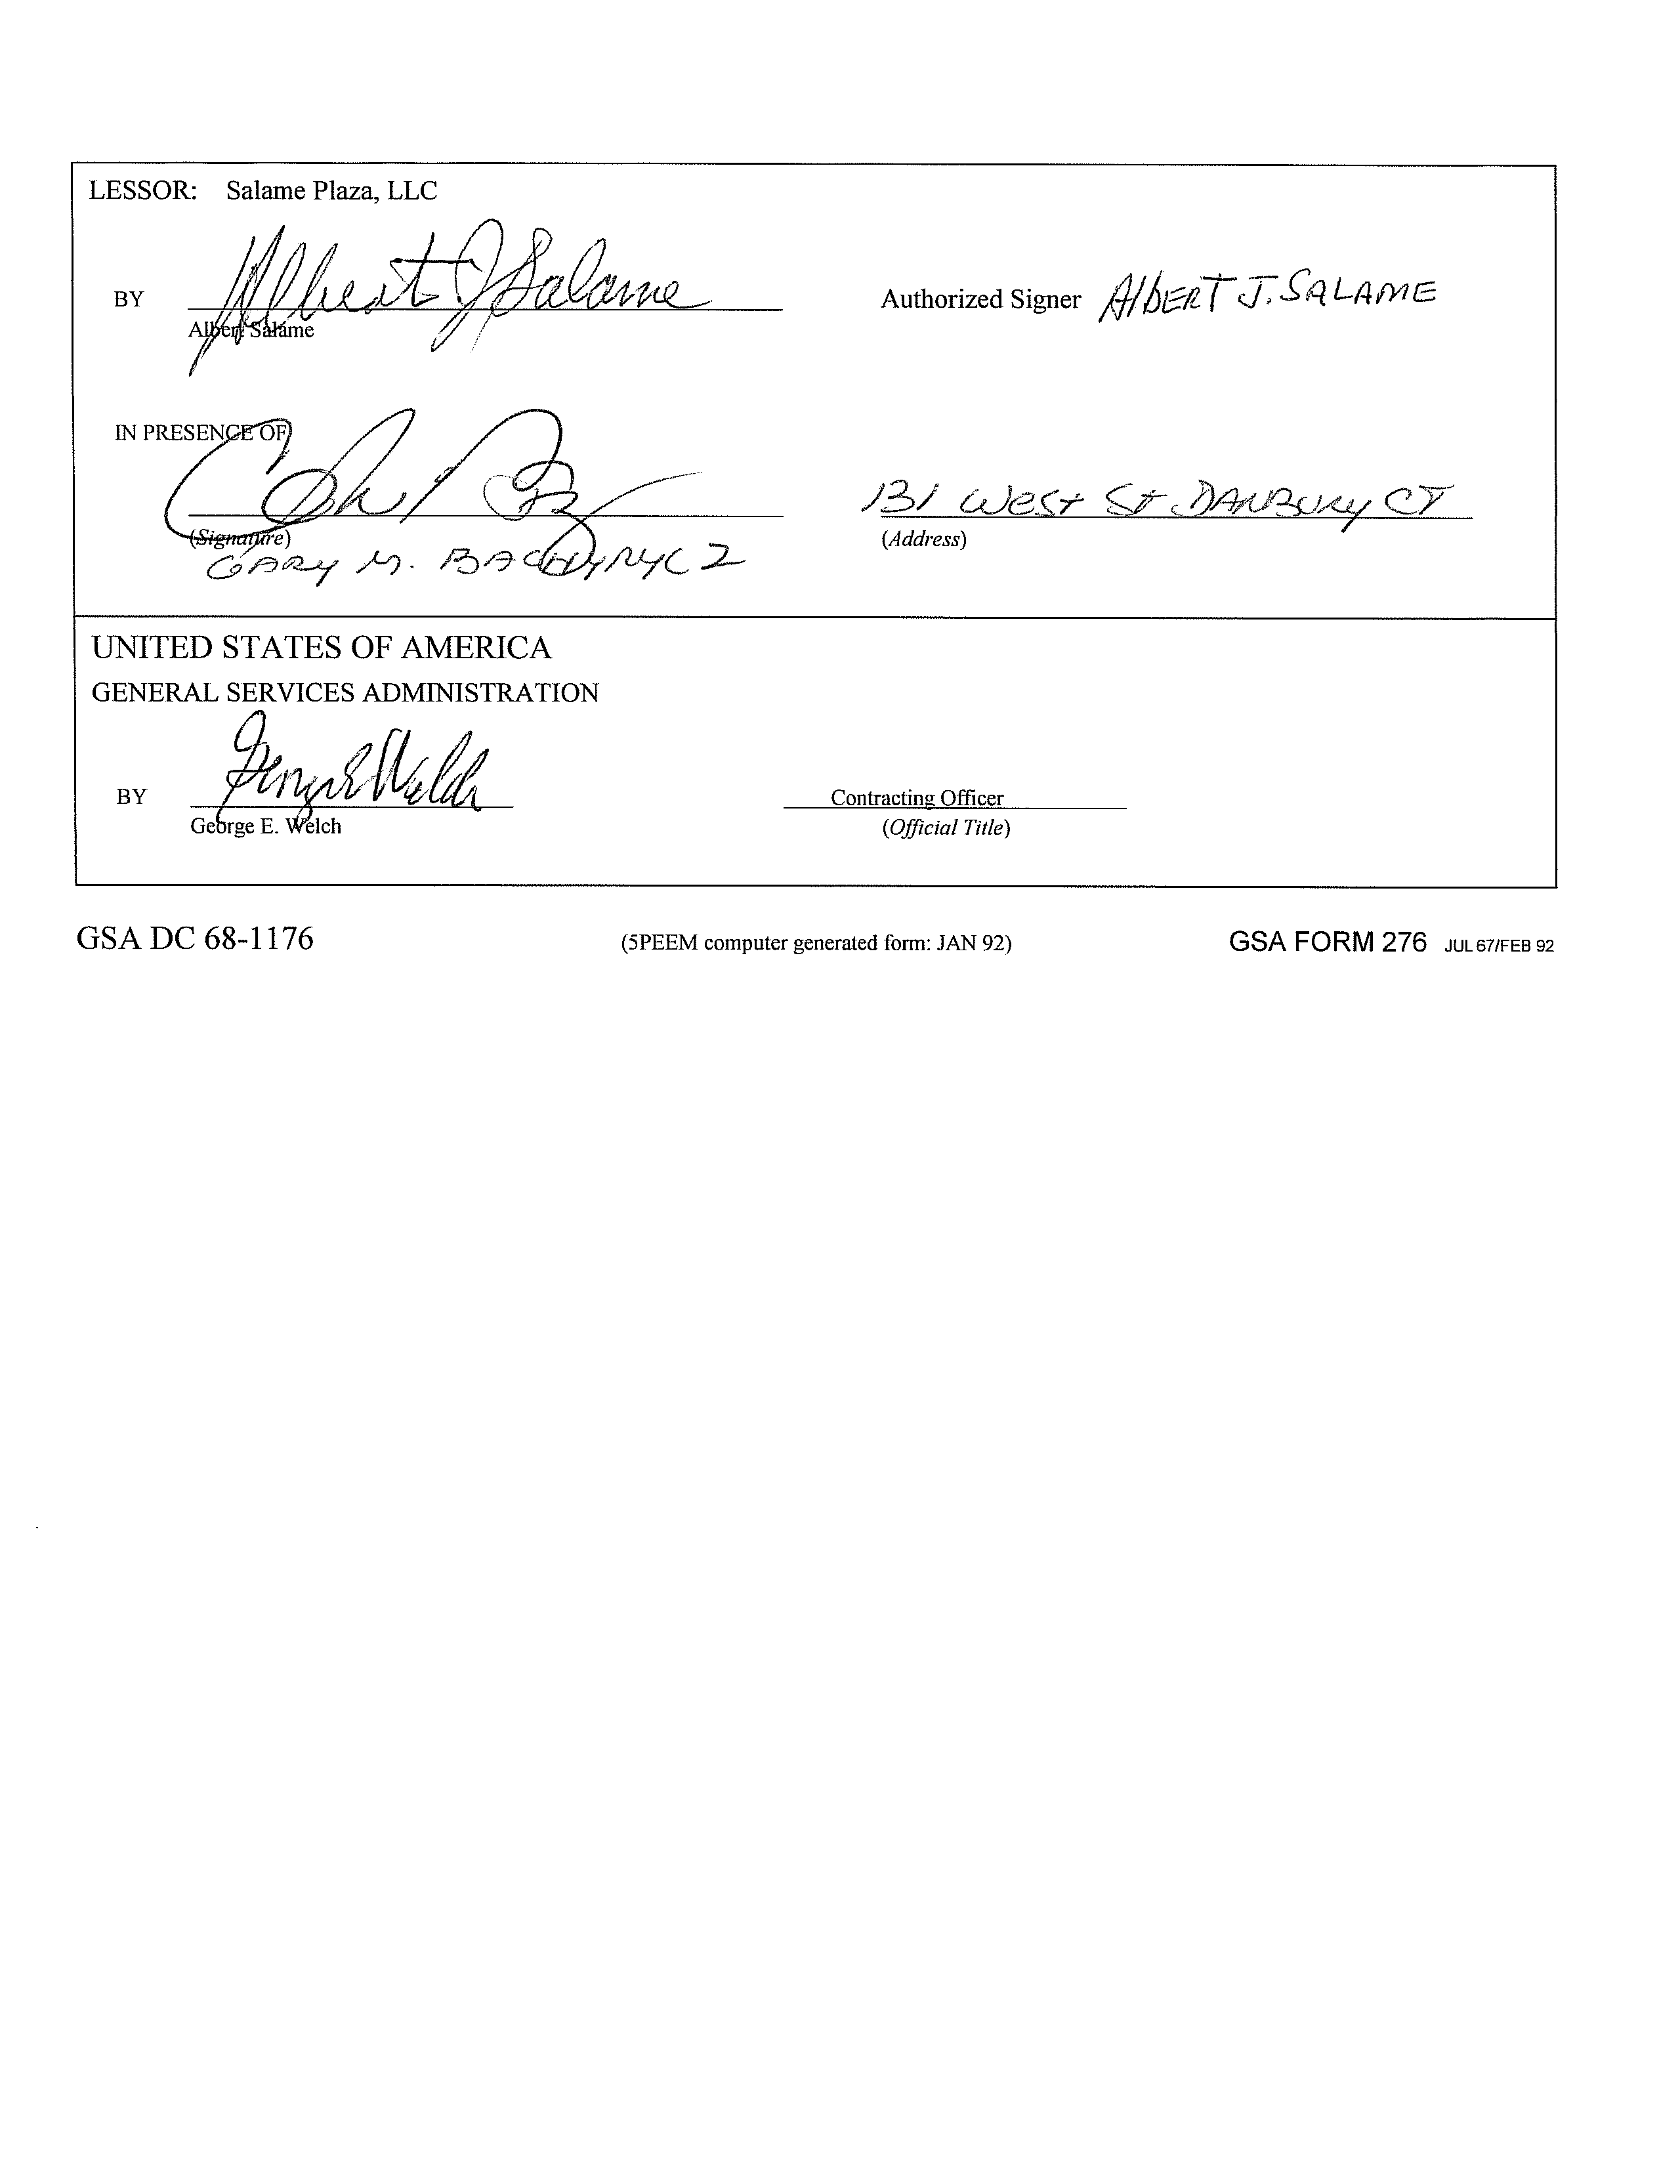 LESSOR: Salame Plaza, LLC
BY Albert J Salame Authorized Signer AlbERT J. SALAME
Albert Salame
IN PRESENCE OF
131 West St DANBURY CT
(Signature) (Address)
GARY M.
UNITED STATES OF AMERICA
GENERAL SERVICES ADMINISTRATION
BY George E Welch Contracting Officer
George E. Welch (Official Title)
GSA DC 68-1176 (5PEEM computer generated form: JAN 92) GSA FORM 276 JUL 67/FEB 92